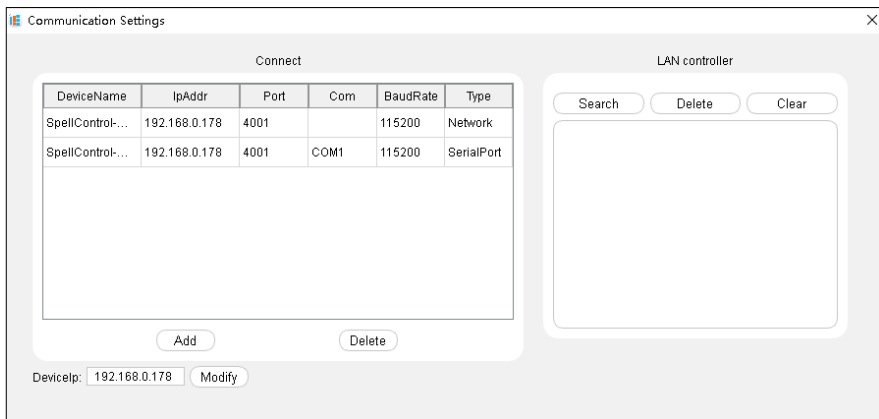 iE Communication Settings
Connect
DeviceName IpAddr Port Com BaudRate Type
SpellControl-... 192.168.0.178 4001 115200 Network
SpellControl-... 192.168.0.178 4001 COM1 115200 SerialPort
Add Delete
DeviceIp: 192.168.0.178 Modify
LAN controller
Search Delete Clear